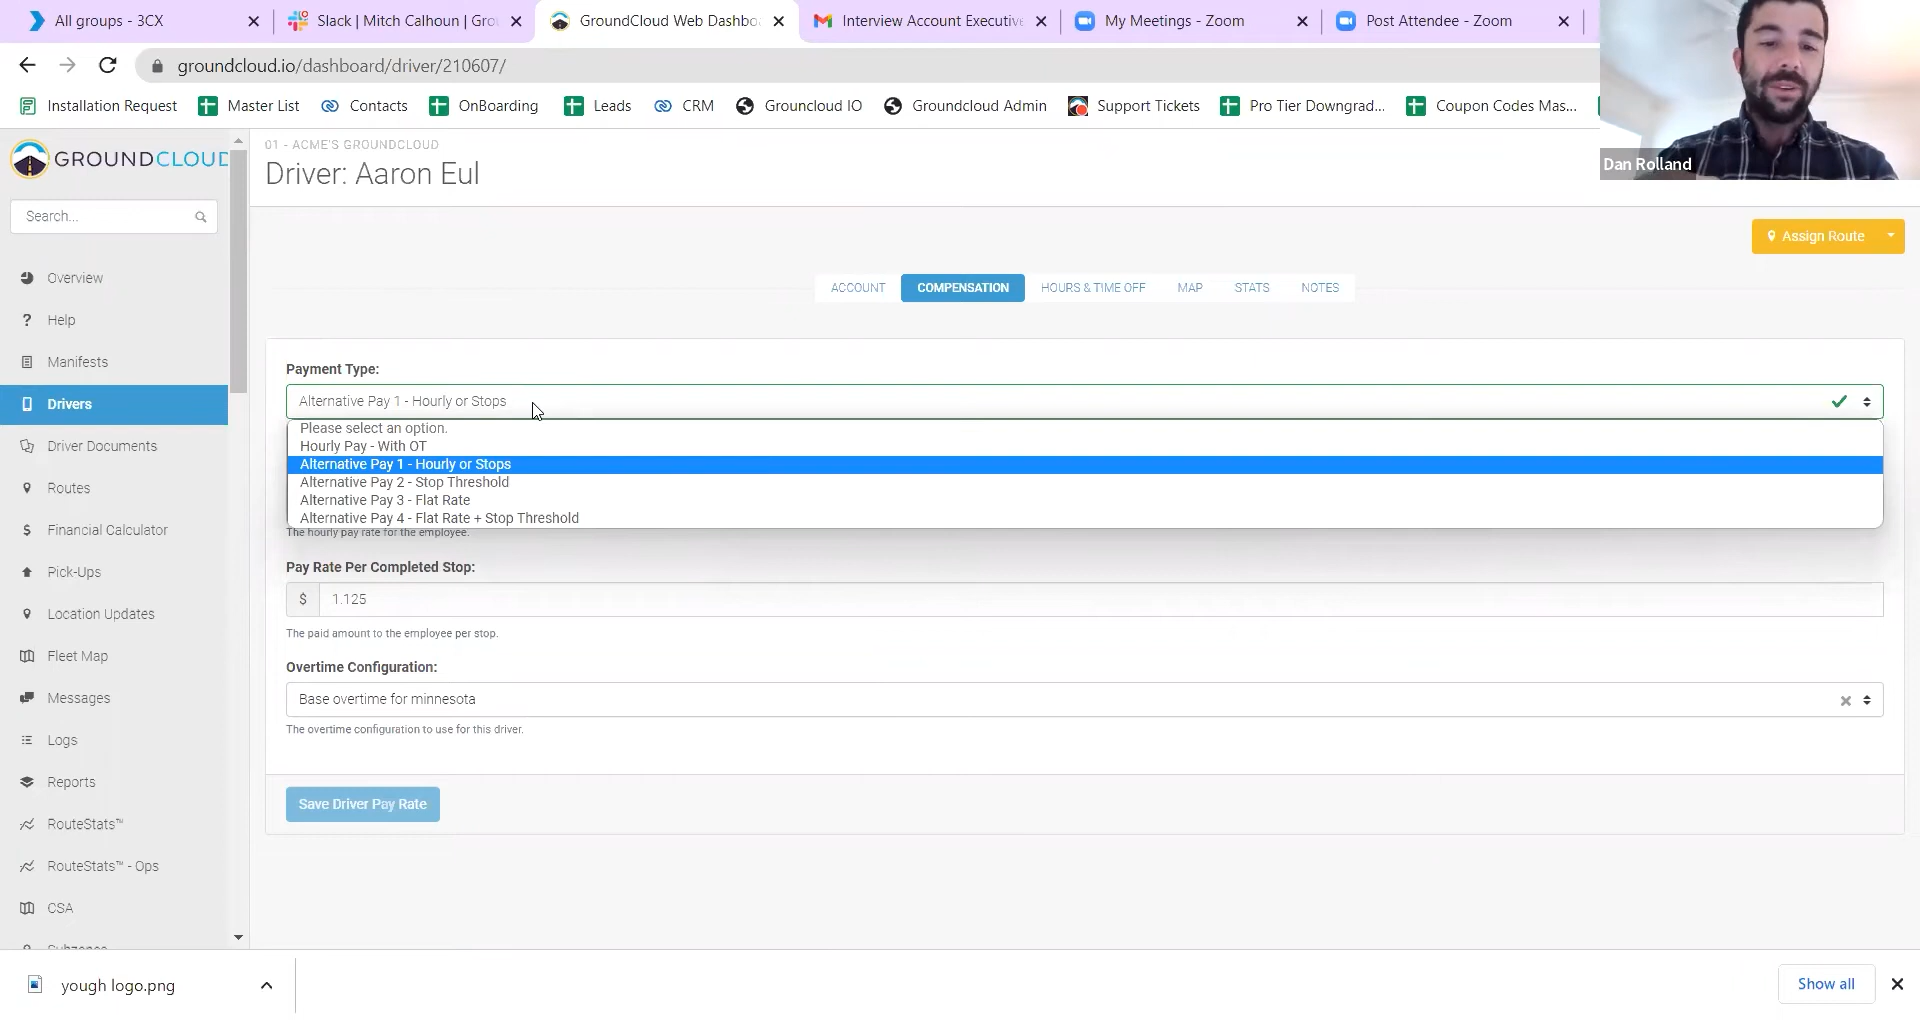 All groups - 3CX
Slack | Mitch Calhoun | Gro
GroundCloud Web Dashbo
Interview Account Executive
My Meetings - Zoom
Post Attendee - Zoom
groundcloud.io/dashboard/driver/210607/
Installation Request
Master List
Contacts
OnBoarding
Leads
CRM
Grouncloud IO
Groundcloud Admin
Support Tickets
Pro Tier Downgrad...
Coupon Codes Mas...
Dan Rolland
GROUNDCLOUD
01 - ACME'S GROUNDCLOUD
Driver: Aaron Eul
Search...
Assign Route
ACCOUNT
COMPENSATION
HOURS & TIME OFF
MAP
STATS
NOTES
Overview
Help
Manifests
Drivers
Driver Documents
Routes
Financial Calculator
Pick-Ups
Location Updates
Fleet Map
Messages
Logs
Reports
RouteStats™
RouteStats™ - Ops
CSA
Subzones
Payment Type:
Alternative Pay 1 - Hourly or Stops
Please select an option.
Hourly Pay - With OT
Alternative Pay 1 - Hourly or Stops
Alternative Pay 2 - Stop Threshold
Alternative Pay 3 - Flat Rate
Alternative Pay 4 - Flat Rate + Stop Threshold
The hourly pay rate for the employee.
Pay Rate Per Completed Stop:
$ 1.125
The paid amount to the employee per stop.
Overtime Configuration:
Base overtime for minnesota
The overtime configuration to use for this driver.
Save Driver Pay Rate
yough logo.png
Show all